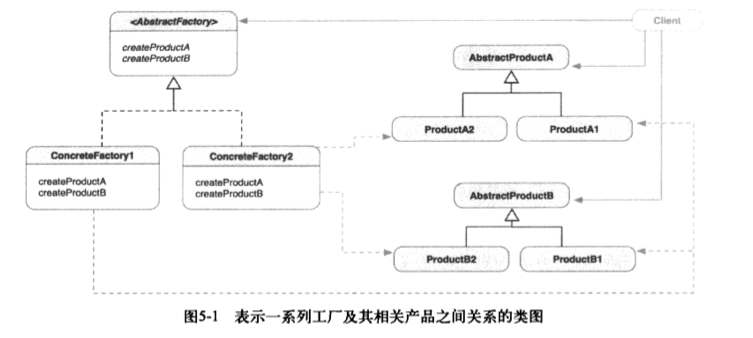 <AbstractFactory>
createProductA
createProductB
Client
AbstractProductA
ProductA2
ProductA1
ConcreteFactory1
createProductA
createProductB
ConcreteFactory2
createProductA
createProductB
AbstractProductB
ProductB2
ProductB1
图5-1 表示一系列工厂及其相关产品之间关系的类图